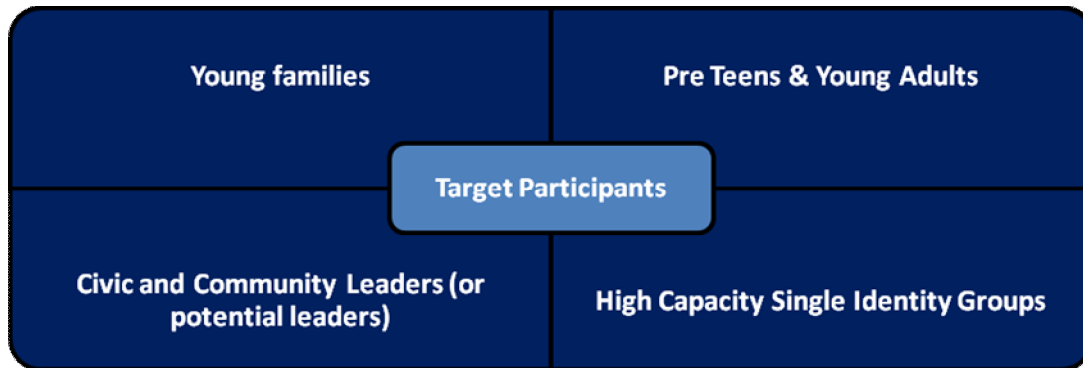 Young families
Pre Teens & Young Adults
Target Participants
Civic and Community Leaders (or
potential leaders)
High Capacity Single Identity Groups